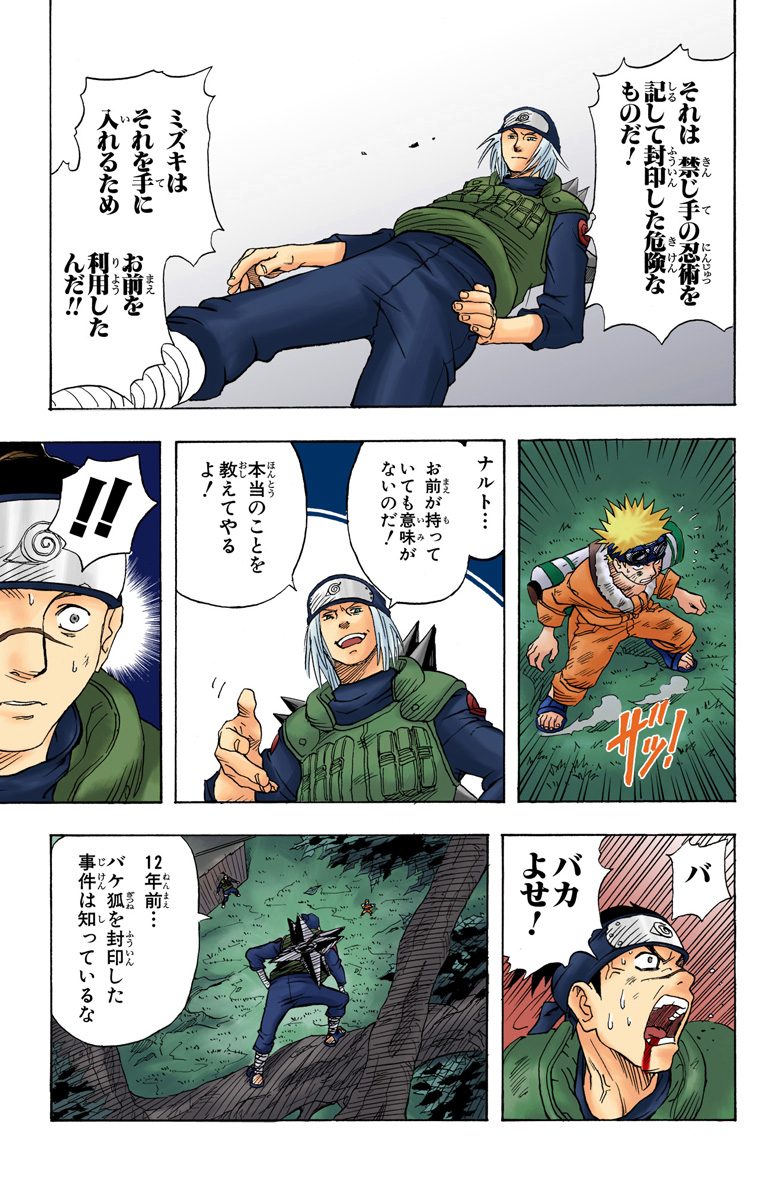 それは 禁じ手の忍術を
記して封印した危険な
ものだ！
ミズキは
それを手に
入れるため
お前を
利用した
んだ!!
ザッ！
ナルト…
お前が持って
いても意味が
ないのだ！
本当のことを
教えてやる
よ！
!!
バ
バカ
よせ！
12年前…
バケ狐を封印した
事件は知っているな